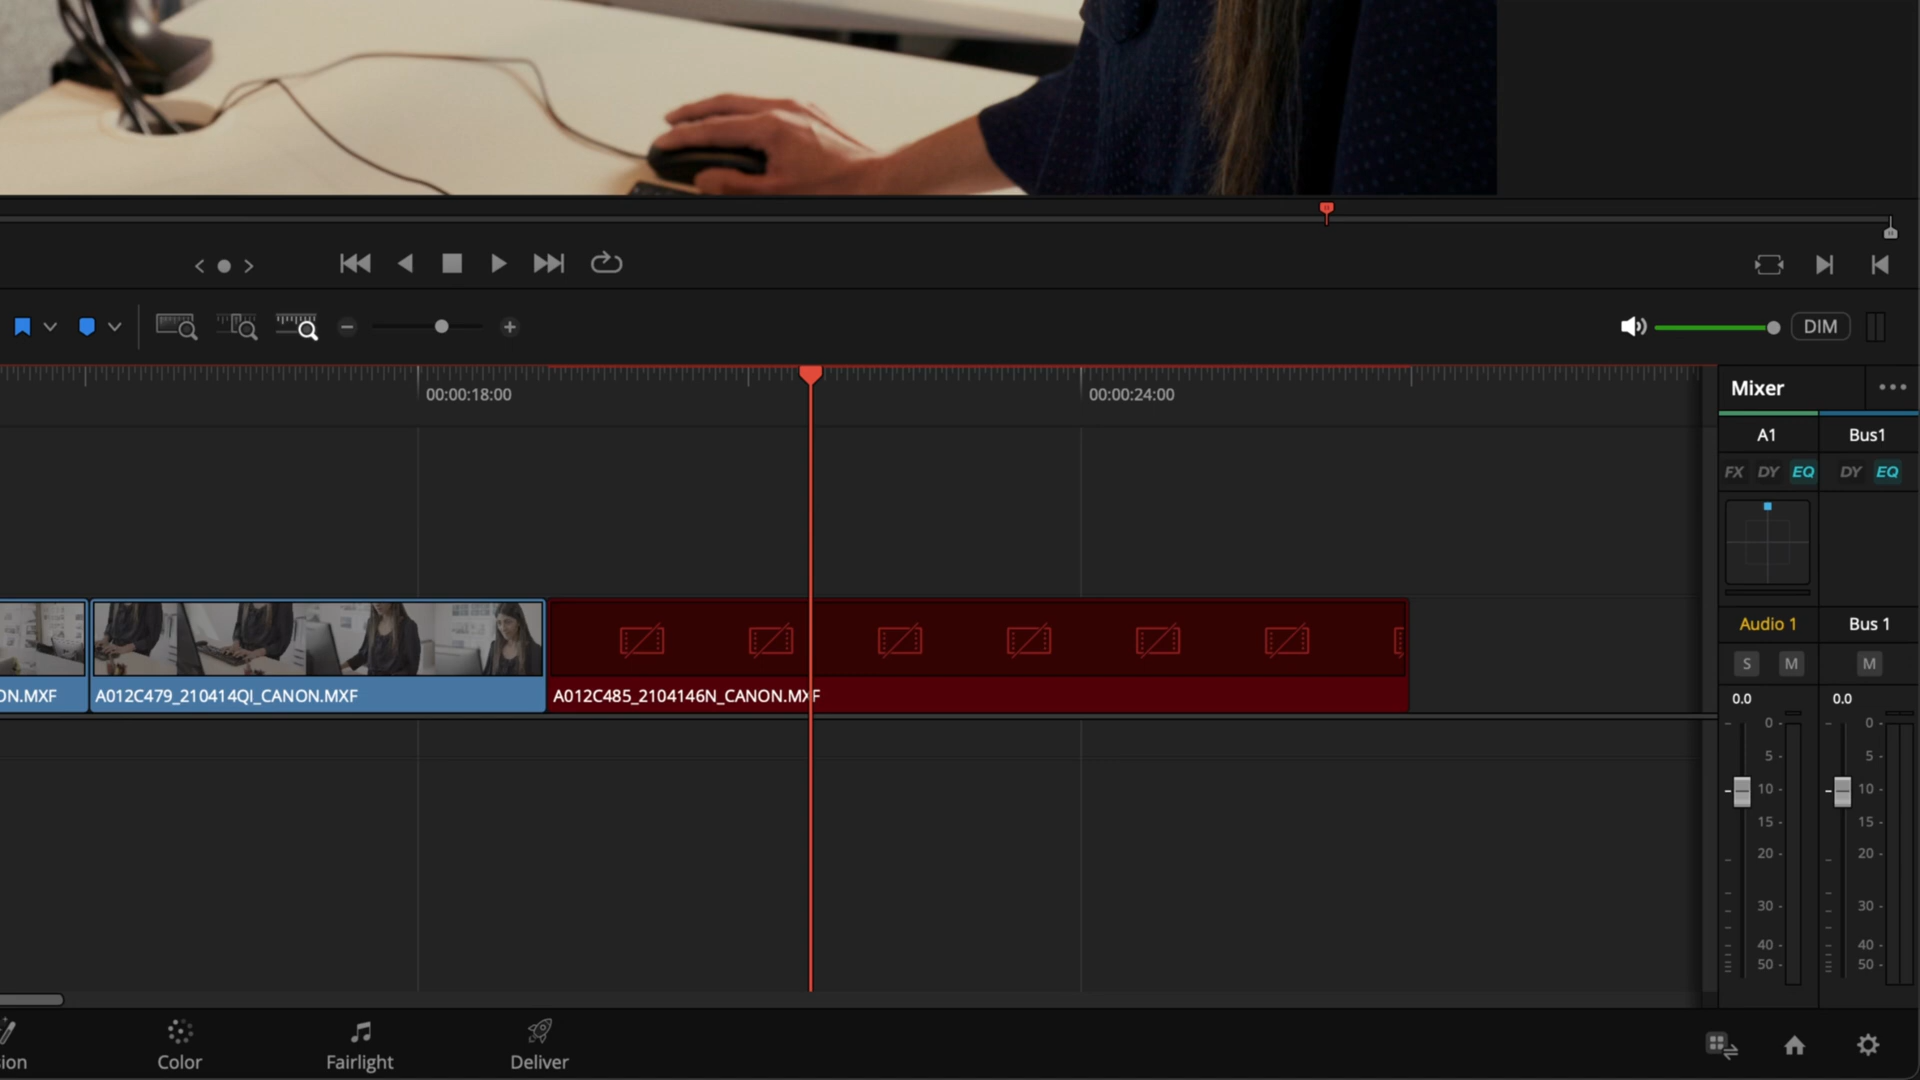 DIM
00:00:18:00
00:00:24:00
Mixer
A1
Bus1
FX DY EQ
DY EQ
Audio 1
Bus 1
S M
M
0.0
0.0
0
5
10
15
20
30
40
50
0
5
10
15
20
30
40
50
ON.MXF
A012C479_210414QI_CANON.MXF
A012C485_2104146N_CANON.MXF
ion
Color
Fairlight
Deliver